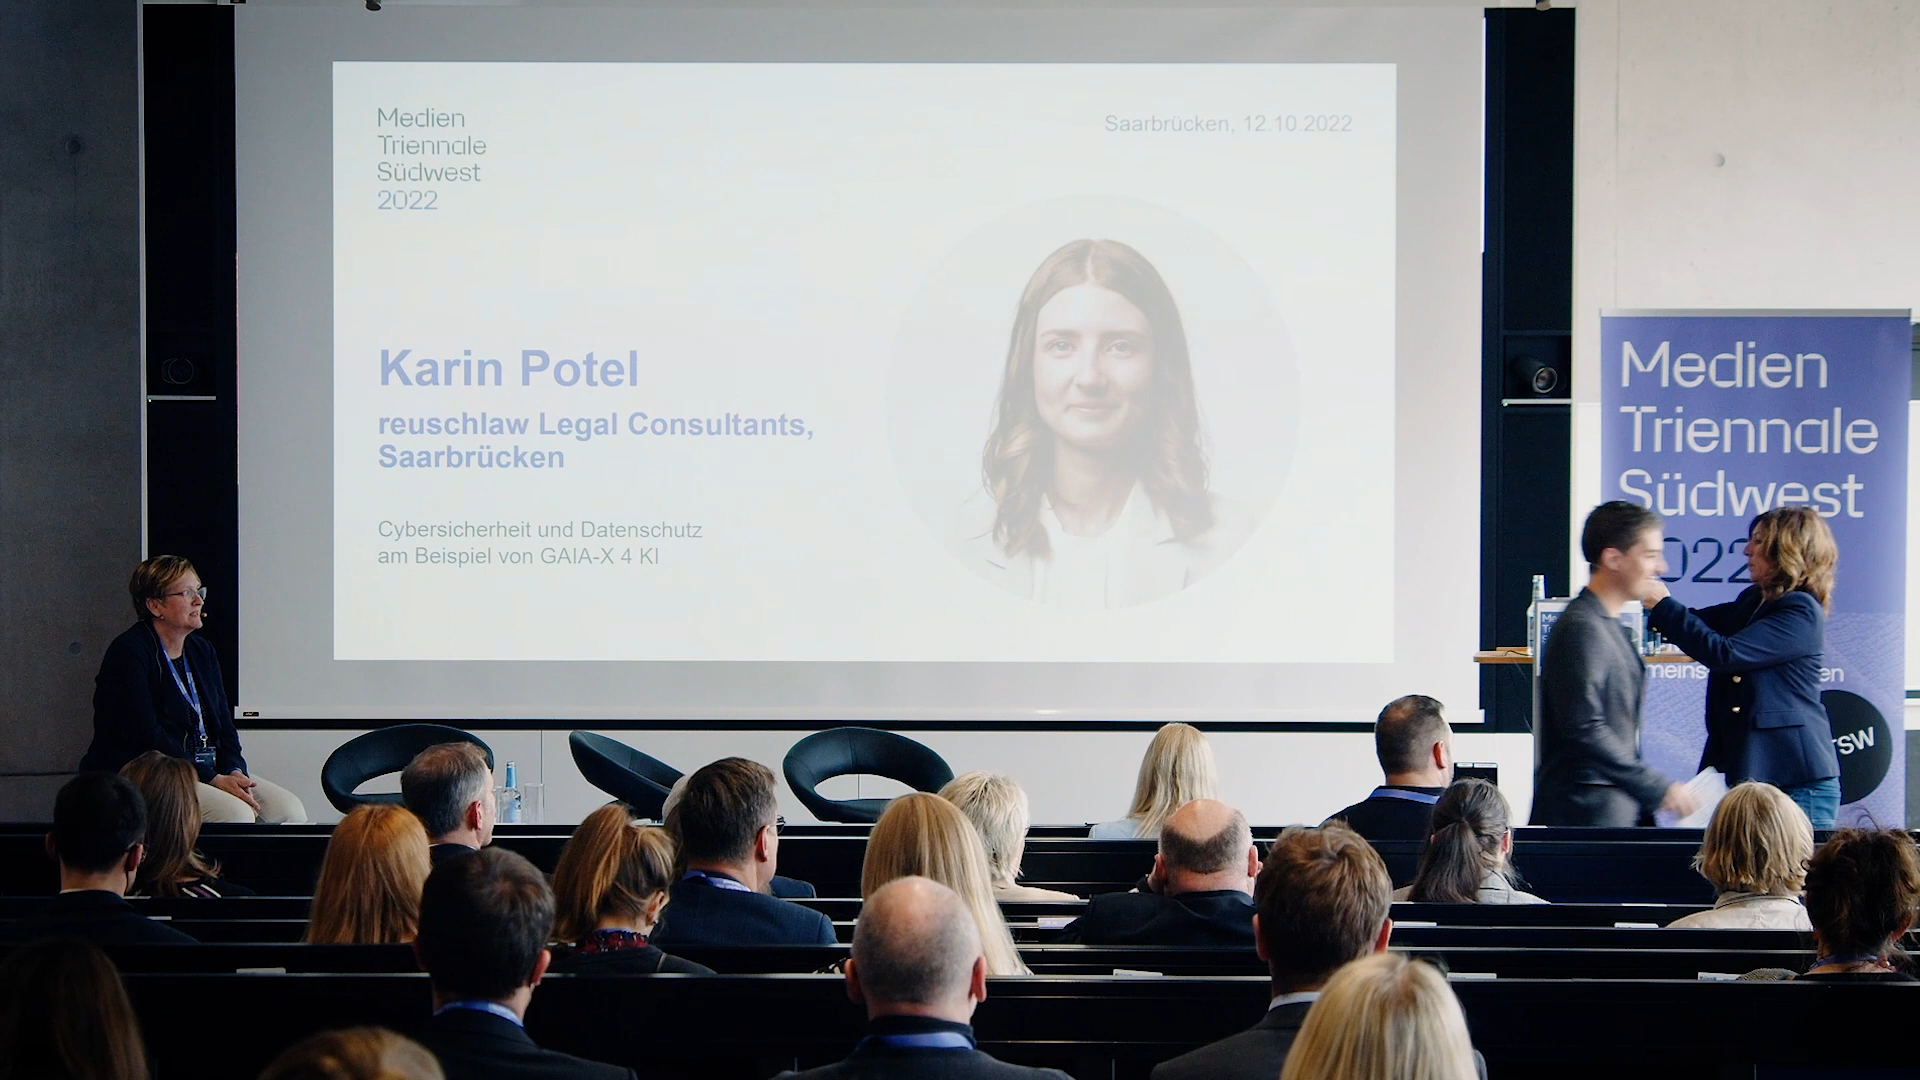 Medien
Triennale
Südwest
2022
Saarbrücken, 12.10.2022
Karin Potel
reuschlaw Legal Consultants,
Saarbrücken
Cybersicherheit und Datenschutz
am Beispiel von GAIA-X 4 KI
Medien
Triennale
Südwest
2022